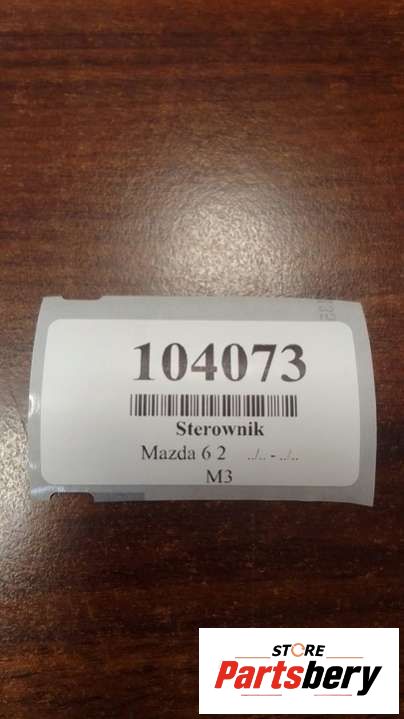 104073
Sterownik
Mazda 6 2 ../.. - ../..
M3
STORE
Partsbery